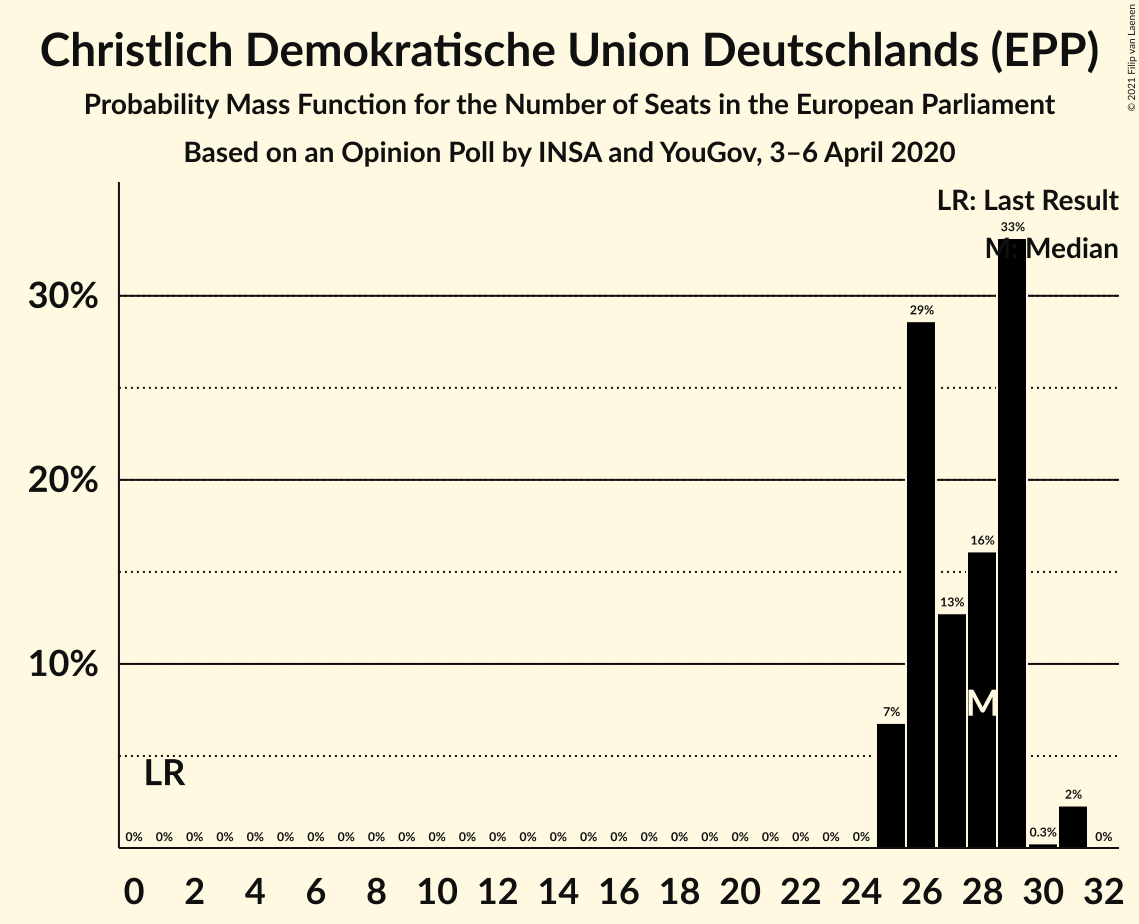 Christlich Demokratische Union Deutschlands (EPP)
Probability Mass Function for the Number of Seats in the European Parliament
Based on an Opinion Poll by INSA and YouGov, 3–6 April 2020
© 2021 Filip van Laenen
LR: Last Result
M: Median
33%
30%
29%
20%
16%
13%
10%
M
7%
LR
2%
0% 0% 0% 0% 0% 0% 0% 0% 0% 0% 0% 0% 0% 0% 0% 0% 0% 0% 0% 0% 0% 0% 0% 0% 0% 0.3% 0%
0 2 4 6 8 10 12 14 16 18 20 22 24 26 28 30 32